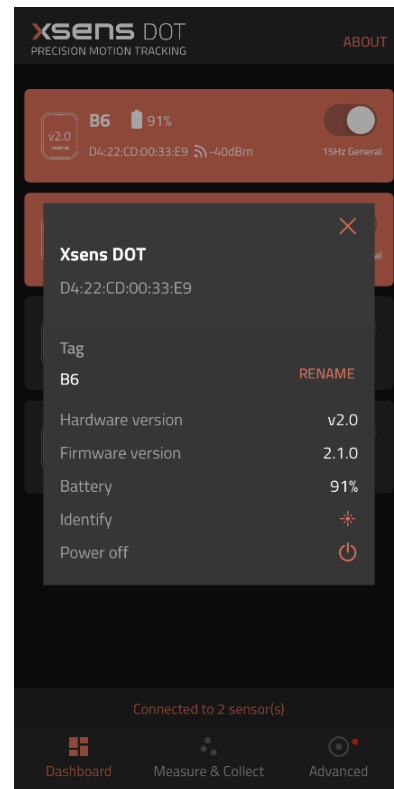 xsens DOT
PRECISION MOTION TRACKING
ABOUT
B6 91%
v2.0
xsens
D4:22:CD:00:33:E9 -40dBm
15Hz General
al
Xsens DOT
D4:22:CD:00:33:E9
Tag
B6
RENAME
Hardware version v2.0
Firmware version 2.1.0
Battery 91%
Identify
Power off
Connected to 2 sensor(s)
Dashboard Measure & Collect Advanced